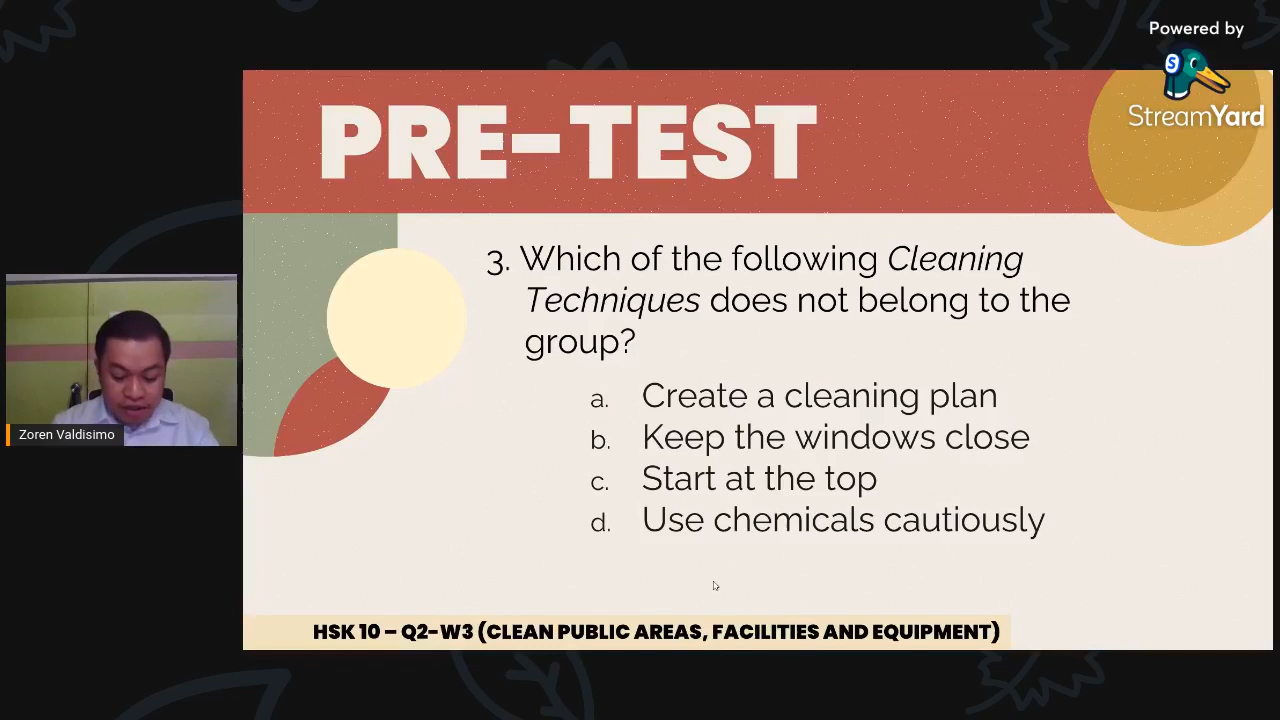 Powered by
StreamYard
PRE-TEST
3. Which of the following Cleaning
Techniques does not belong to the
group?
a. Create a cleaning plan
b. Keep the windows close
c. Start at the top
d. Use chemicals cautiously
Zoren Valdisimo
HSK 10 – Q2-W3 (CLEAN PUBLIC AREAS, FACILITIES AND EQUIPMENT)